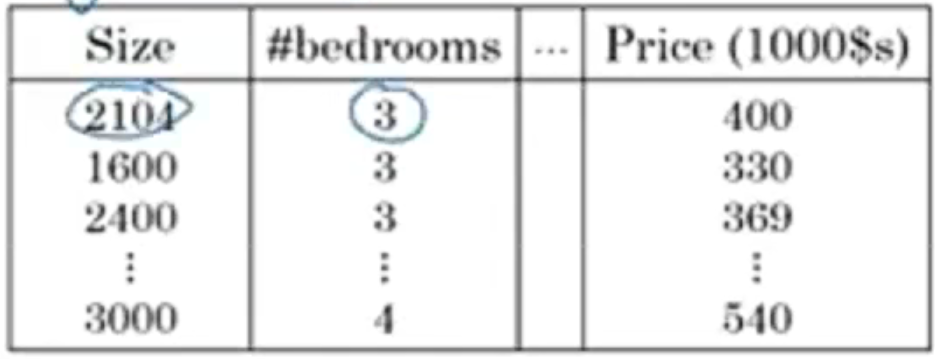 Size #bedrooms ... Price (1000$s)
2104 3 400
1600 3 330
2400 3 369
⋮ ⋮ ⋮
3000 4 540